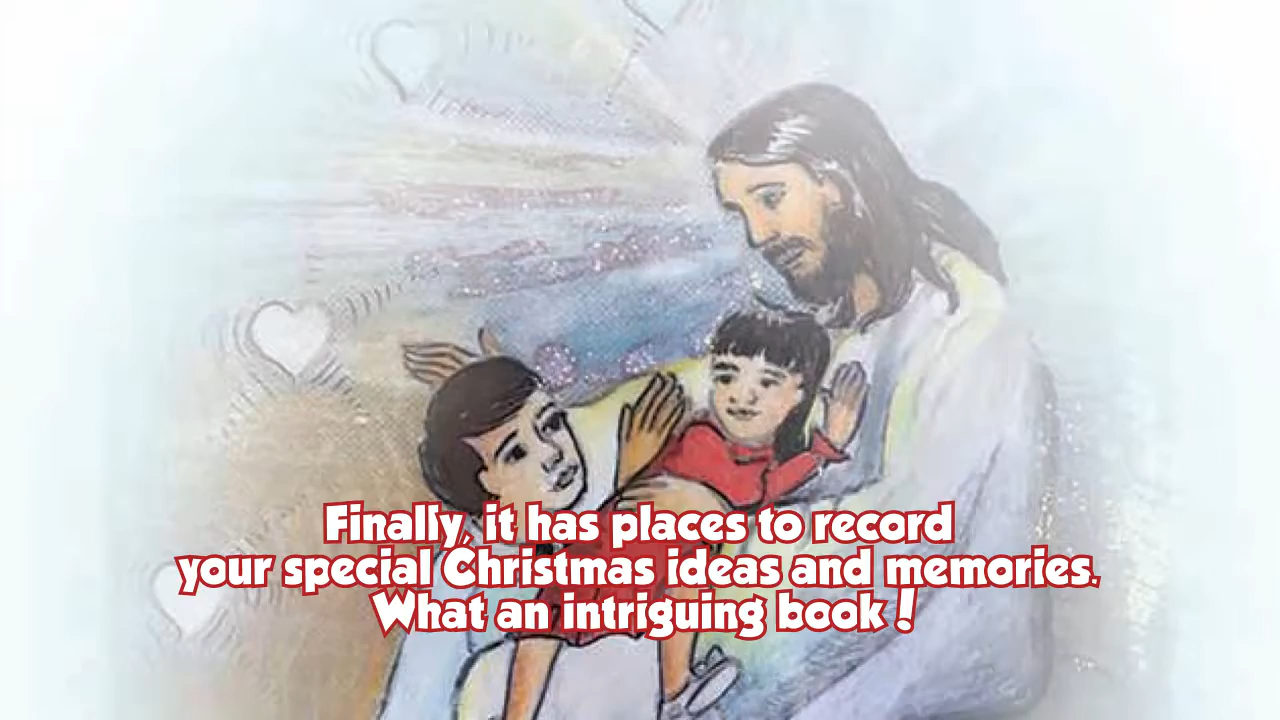 Finally, it has places to record
your special Christmas ideas and memories.
What an intriguing book!